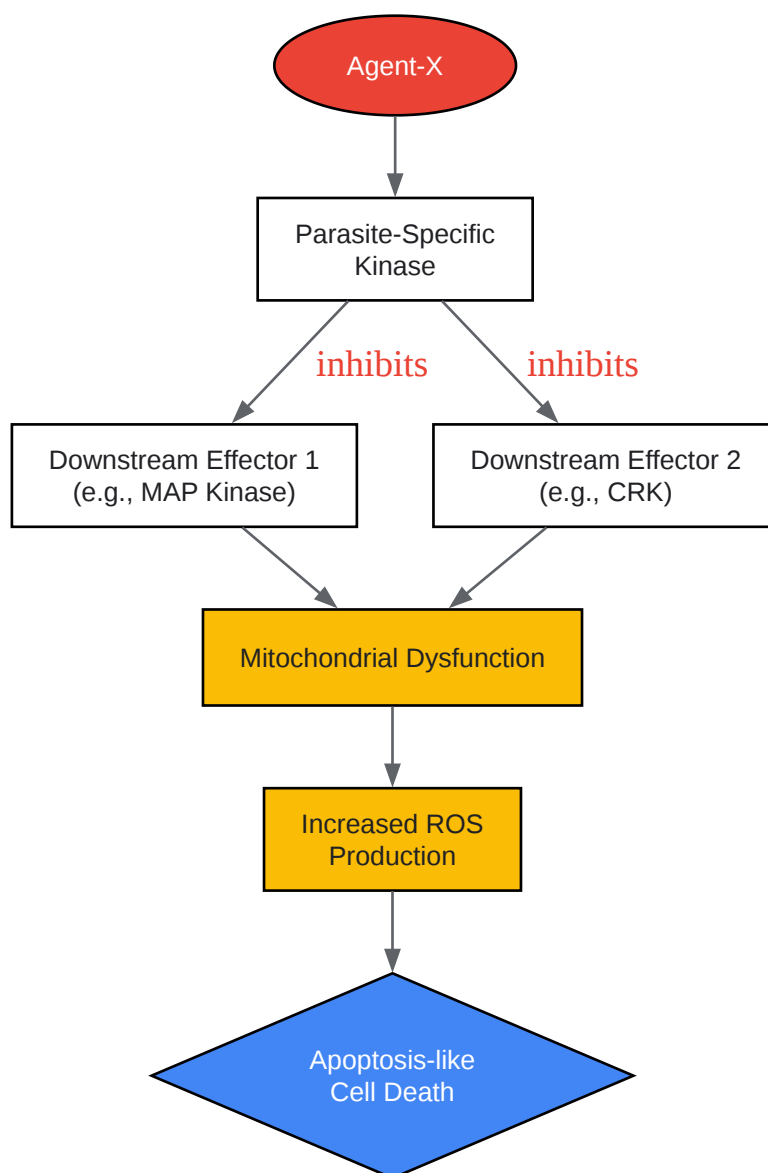 Agent-X
Parasite-Specific
Kinase
inhibits
inhibits
Downstream Effector 1
(e.g., MAP Kinase)
Downstream Effector 2
(e.g., CRK)
Mitochondrial Dysfunction
Increased ROS
Production
Apoptosis-like
Cell Death